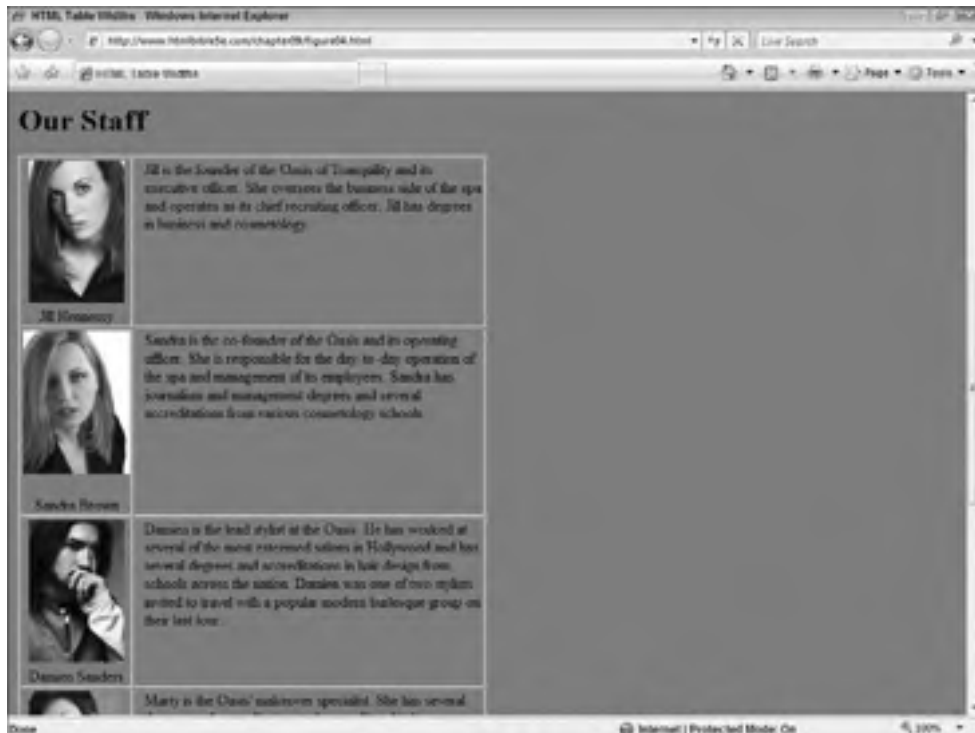 HTML Table Widths - Windows Internet Explorer
HTML Table Widths
Live Search
Page
Tools
Our Staff
Jill is the founder of the Oasis of Tranquility and its
executive officer. She oversees the business side of the spa
and operates as its chief recruiting officer. Jill has degrees
in business and cosmetology.
Jill Hennessy
Sandra is the co-founder of the Oasis and its operating
officer. She is responsible for the day-to-day operation of
the spa and management of its employees. Sandra has
journalism and management degrees and several
accreditations from various cosmetology schools.
Sandra Brown
Damien is the lead stylist at the Oasis. He has worked at
several of the most esteemed salons in Hollywood and has
several degrees and accreditations in hair design from
schools across the nation. Damien was one of two stylists
invited to travel with a popular modern burlesque group on
their last tour.
Damien Sanders
Marty is the Oasis' makeover specialist. She has several
Done
Internet | Protected Mode: On
100%